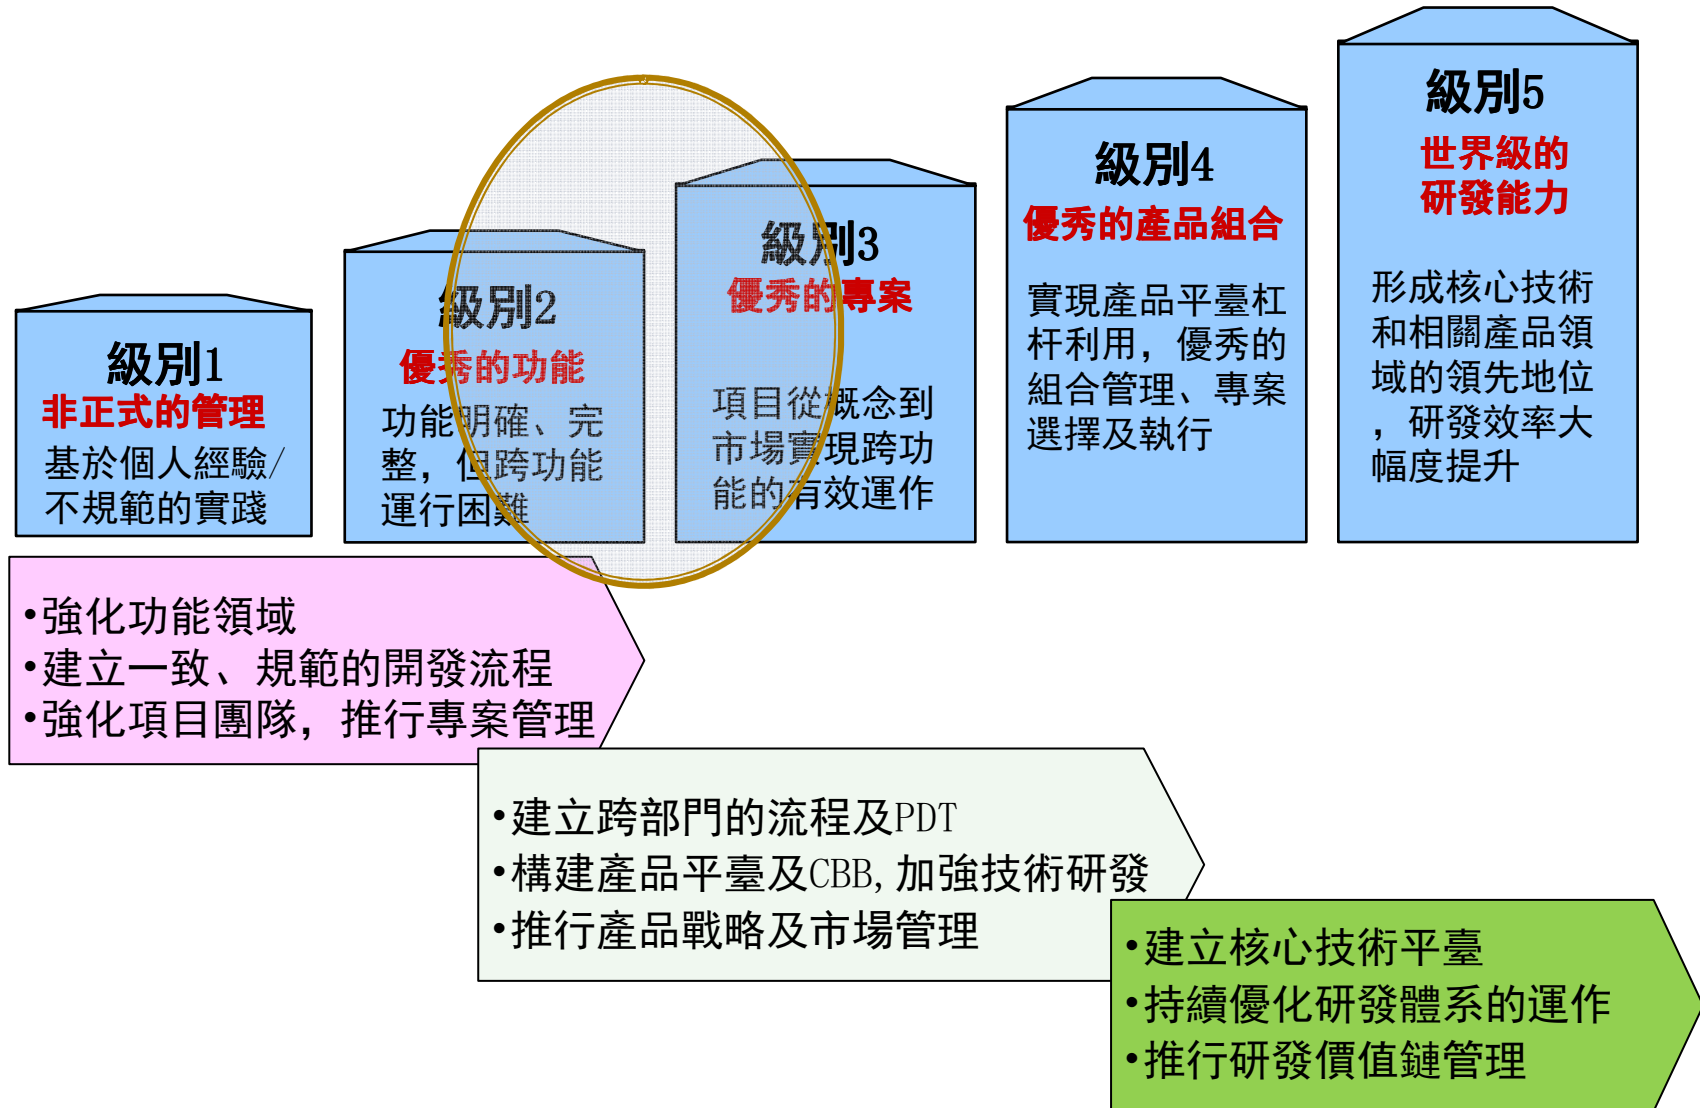 級別1
非正式的管理
基於個人經驗/
不規範的實踐
級別2
優秀的功能
功能明確、完
整，但跨功能
運行困難
級別3
優秀的專案
項目從概念到
市場實現跨功
能的有效運作
級別4
優秀的產品組合
實現產品平臺杠
杆利用，優秀的
組合管理、專案
選擇及執行
級別5
世界級的
研發能力
形成核心技術
和相關產品領
域的領先地位
，研發效率大
幅度提升
•強化功能領域
•建立一致、規範的開發流程
•強化項目團隊，推行專案管理
•建立跨部門的流程及PDT
•構建產品平臺及CBB,加強技術研發
•推行產品戰略及市場管理
•建立核心技術平臺
•持續優化研發體系的運作
•推行研發價值鏈管理